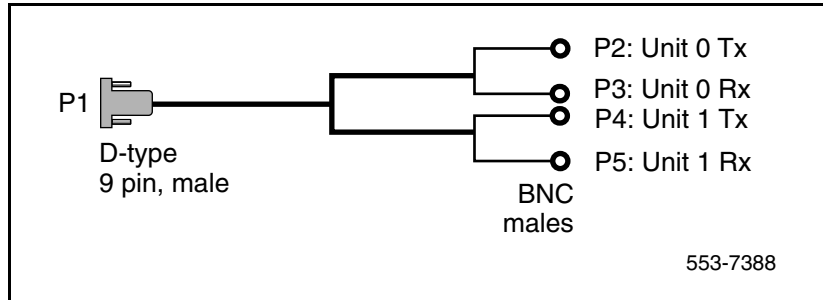 P1
D-type
9 pin, male
P2: Unit 0 Tx
P3: Unit 0 Rx
P4: Unit 1 Tx
P5: Unit 1 Rx
BNC
males
553-7388